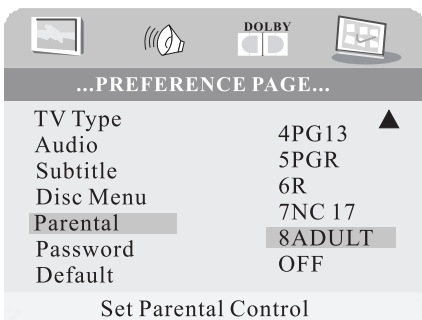 DOLBY
...PREFERENCE PAGE...
TV Type
Audio
Subtitle
Disc Menu
Parental
Password
Default
4PG13
5PGR
6R
7NC 17
8ADULT
OFF
Set Parental Control